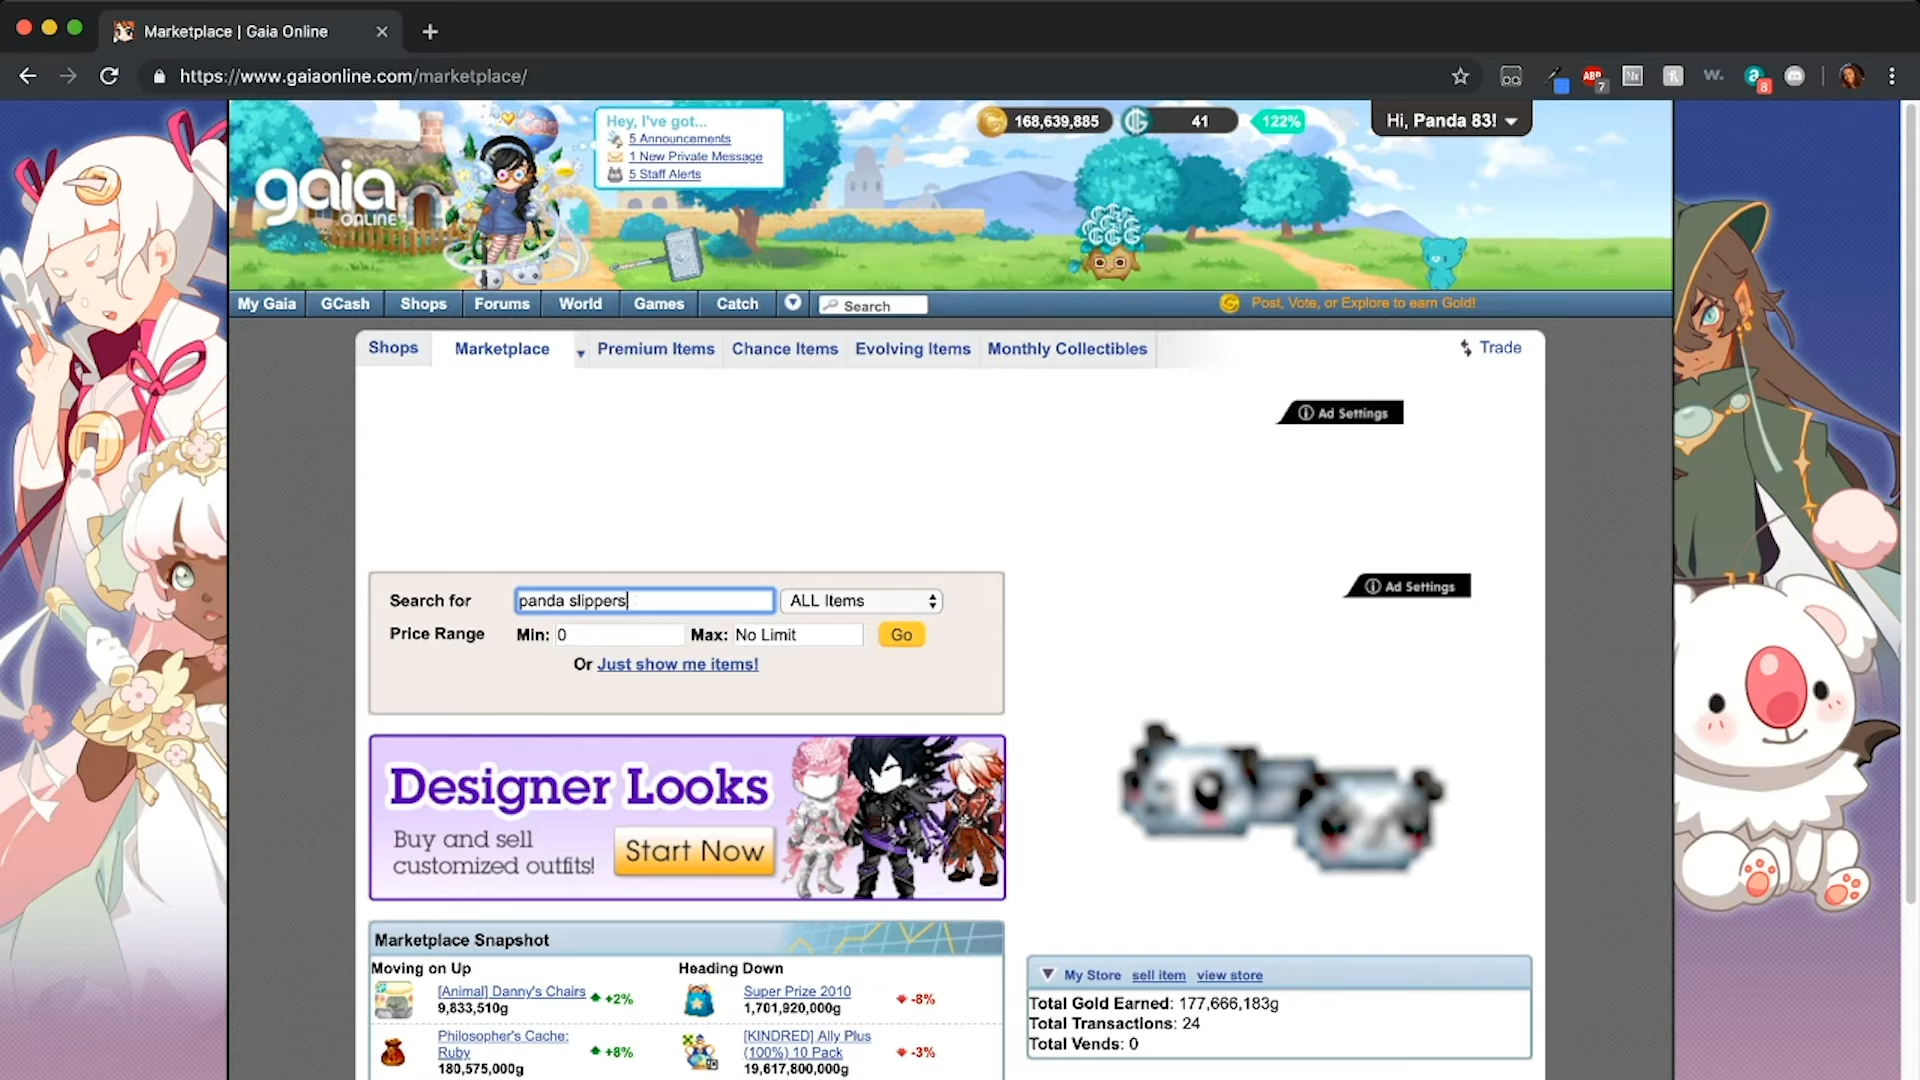 Marketplace | Gaia Online
https://www.gaiaonline.com/marketplace/
ABP 7
Nx
w.
a 8
Hey, I've got...
5 Announcements
1 New Private Message
5 Staff Alerts
168,639,885
41
122%
Hi, Panda 83!
gaia
ONLINE
My Gaia GCash Shops Forums World Games Catch Search
Post, Vote, or Explore to earn Gold!
Shops Marketplace Premium Items Chance Items Evolving Items Monthly Collectibles Trade
Ad Settings
Ad Settings
Search for panda slippers ALL Items
Price Range Min: 0 Max: No Limit Go
Or Just show me items!
Designer Looks
Buy and sell
customized outfits!
Start Now
Marketplace Snapshot
Moving on Up
[Animal] Danny's Chairs +2%
9,833,510g
Philosopher's Cache:
Ruby +8%
180,575,000g
Heading Down
Super Prize 2010 -8%
1,701,920,000g
[KINDRED] Ally Plus
(100%) 10 Pack -3%
19,617,800,000g
My Store sell item view store
Total Gold Earned: 177,666,183g
Total Transactions: 24
Total Vends: 0